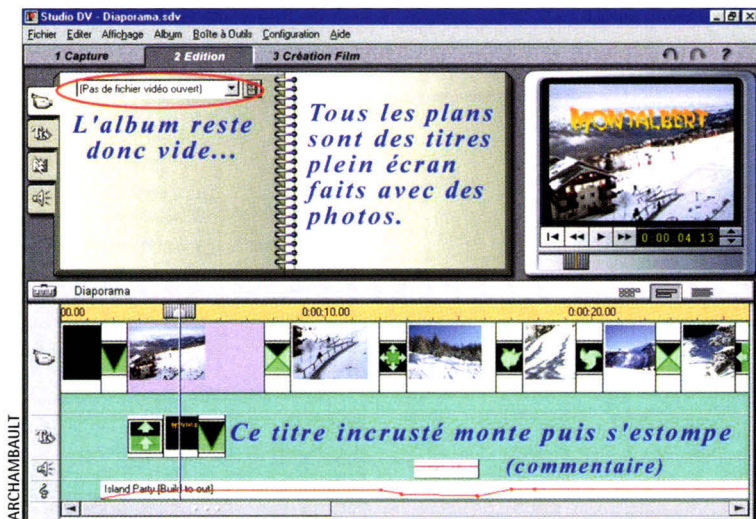 Studio DV - Diaporama.sdv
Fichier Editer Affichage Album Boîte à Outils Configuration Aide
1 Capture 2 Edition 3 Création Film ?
(Pas de fichier vidéo ouvert)
L'album reste
donc vide...
Tous les plans
sont des titres
plein écran
faits avec des
photos.
MONTALBERT
0:00:04.13
Diaporama
00.00 0:00:10.00 0:00:20.00
Ce titre incrusté monte puis s'estompe
(commentaire)
Island Party (Build to out)
ARCHAMBAULT